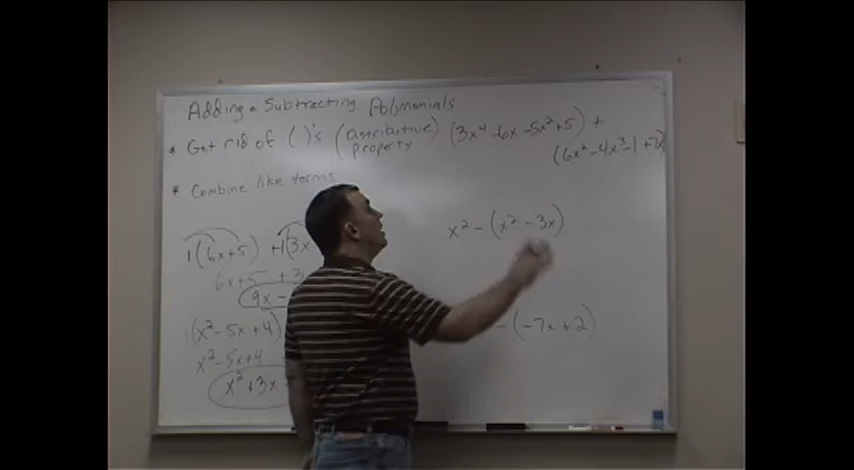 Adding & Subtracting Polynomials
* Get rid of ( )'s (Distributive property) (3x⁴ - 6x - 5x² + 5) +
(6x² - 4x³ - 1 + 7x)
* Combine like terms
1(6x+5) +1(3x
6x+5 + 3
9x -
x² - (x² - 3x)
1(x² - 5x + 4)
x² - 5x + 4
x² + 3x
- (-7x + 2)